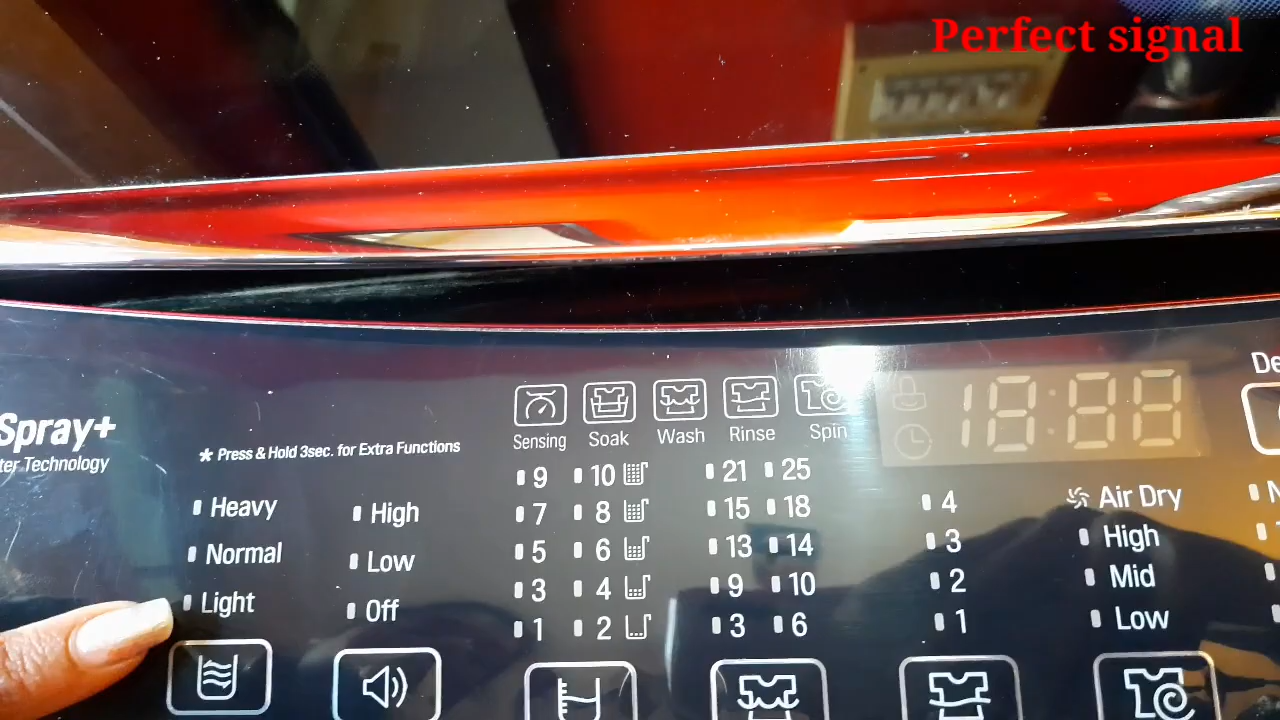 Perfect signal
Spray+
ter Technology
* Press & Hold 3sec. for Extra Functions
Heavy
Normal
Light
High
Low
Off
Sensing Soak Wash Rinse Spin
9 10
7 8
5 6
3 4
1 2
21 25
15 18
13 14
9 10
3 6
18:88
4
3
2
1
Air Dry
High
Mid
Low
De